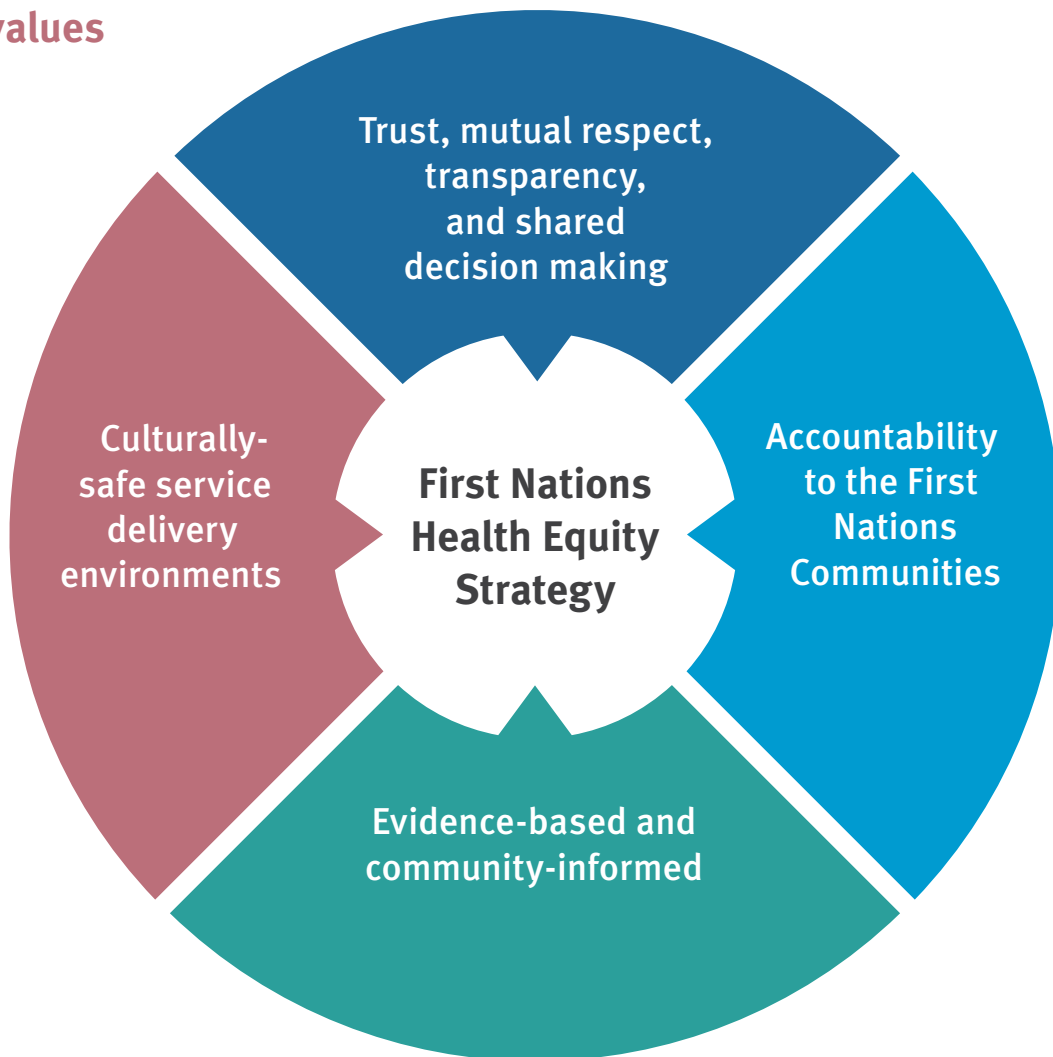 values
Trust, mutual respect,
transparency,
and shared
decision making
Culturally-
safe service
delivery
environments
First Nations
Health Equity
Strategy
Accountability
to the First
Nations
Communities
Evidence-based and
community-informed